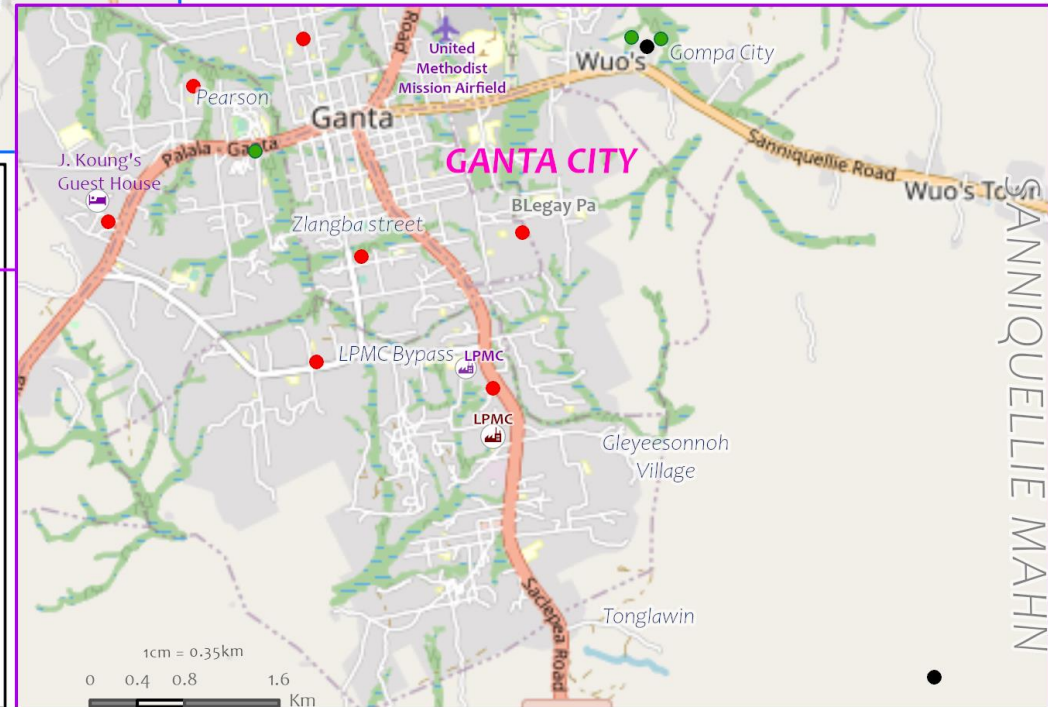 Road
United
Methodist
Mission Airfield
Wuo's
Gompa City
Pearson
Ganta
Palala - Ganta
GANTA CITY
Sanniquellie Road
J. Koung's
Guest House
BLegay Pa
Wuo's Town
Zlangba street
LPMC Bypass
LPMC
LPMC
Gleyeesonnoh
Village
SANNIQUELLIE MAHN
Saclepea Road
Tonglawin
1cm = 0.35km
0 0.4 0.8 1.6
Km